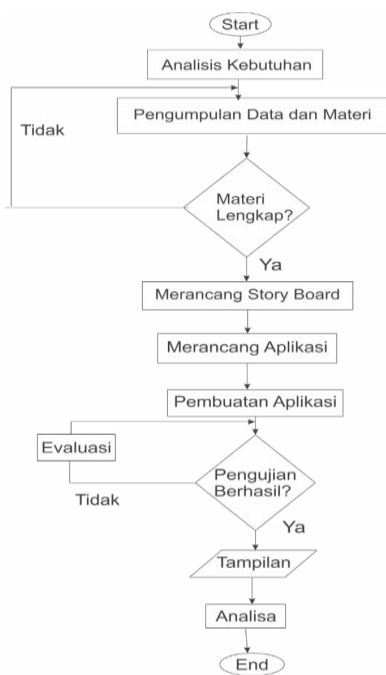 Start
Analisis Kebutuhan
Pengumpulan Data dan Materi
Tidak
Materi
Lengkap?
Ya
Merancang Story Board
Merancang Aplikasi
Pembuatan Aplikasi
Evaluasi
Pengujian
Berhasil?
Tidak
Ya
Tampilan
Analisa
End